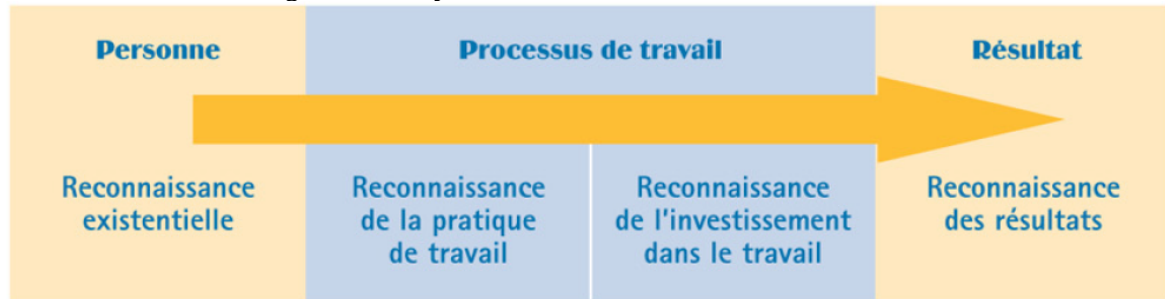 Personne
Processus de travail
Résultat
Reconnaissance
existentielle
Reconnaissance
de la pratique
de travail
Reconnaissance
de l'investissement
dans le travail
Reconnaissance
des résultats